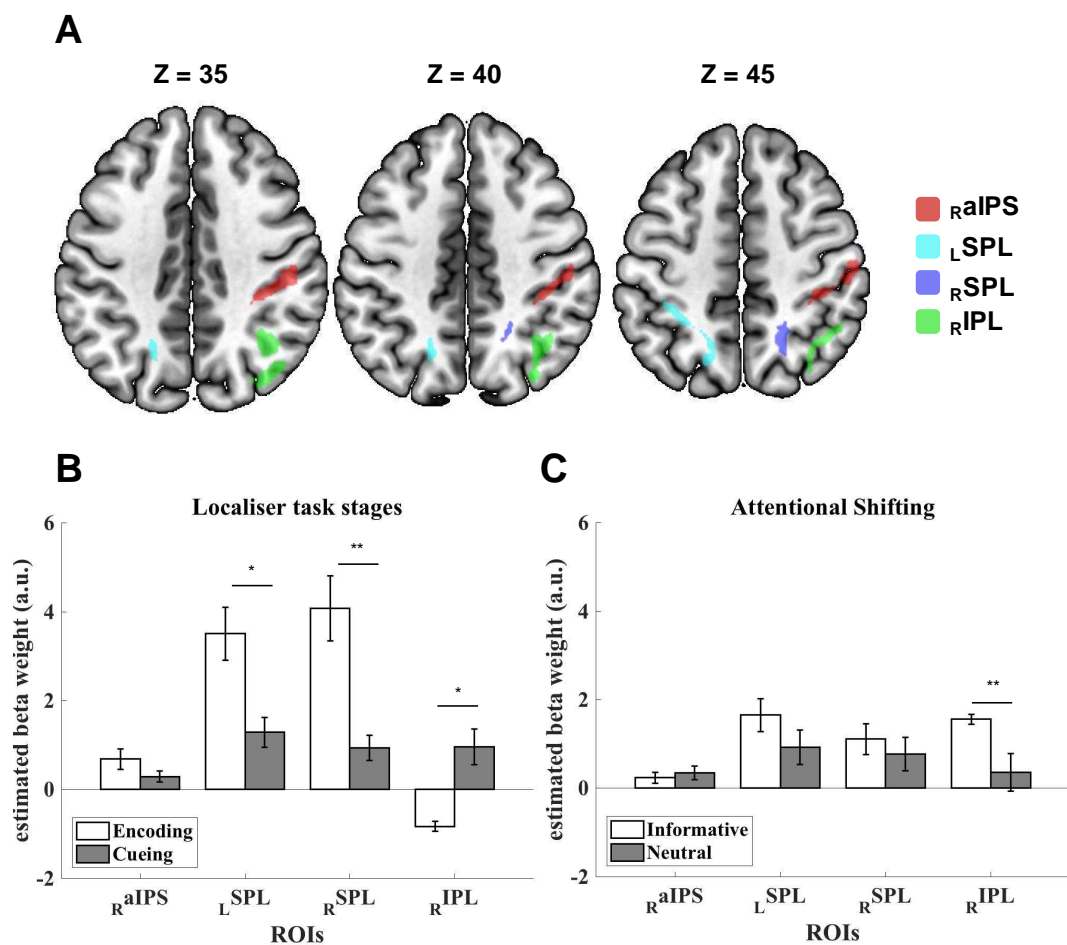 A
Z = 35
Z = 40
Z = 45
RaIPS
LSPL
RSPL
RIPL
B
Localiser task stages
estimated beta weight (a.u.)
6
4
2
0
-2
*
**
*
Encoding
Cueing
RaIPS
LSPL
RSPL
RIPL
ROIs
C
Attentional Shifting
estimated beta weight (a.u.)
6
4
2
0
-2
**
Informative
Neutral
RaIPS
LSPL
RSPL
RIPL
ROIs